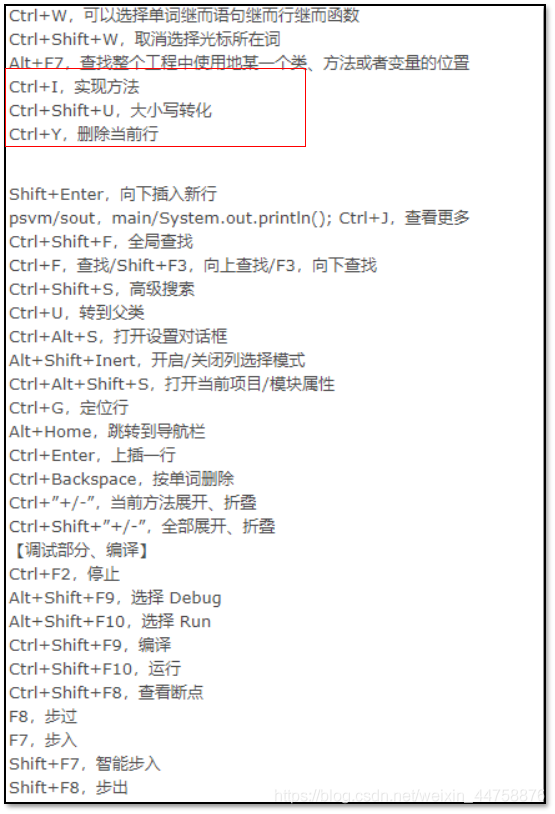 Ctrl+W，可以选择单词继而语句继而行继而函数
Ctrl+Shift+W，取消选择光标所在词
Alt+F7，查找整个工程中使用地某一个类、方法或者变量的位置
Ctrl+I，实现方法
Ctrl+Shift+U，大小写转化
Ctrl+Y，删除当前行
Shift+Enter，向下插入新行
psvm/sout，main/System.out.println(); Ctrl+J，查看更多
Ctrl+Shift+F，全局查找
Ctrl+F，查找/Shift+F3，向上查找/F3，向下查找
Ctrl+Shift+S，高级搜索
Ctrl+U，转到父类
Ctrl+Alt+S，打开设置对话框
Alt+Shift+Inert，开启/关闭列选择模式
Ctrl+Alt+Shift+S，打开当前项目/模块属性
Ctrl+G，定位行
Alt+Home，跳转到导航栏
Ctrl+Enter，上插一行
Ctrl+Backspace，按单词删除
Ctrl+”+/-”，当前方法展开、折叠
Ctrl+Shift+”+/-”，全部展开、折叠
【调试部分、编译】
Ctrl+F2，停止
Alt+Shift+F9，选择 Debug
Alt+Shift+F10，选择 Run
Ctrl+Shift+F9，编译
Ctrl+Shift+F10，运行
Ctrl+Shift+F8，查看断点
F8，步过
F7，步入
Shift+F7，智能步入
Shift+F8，步出
https://blog.csdn.net/weixin_44758876